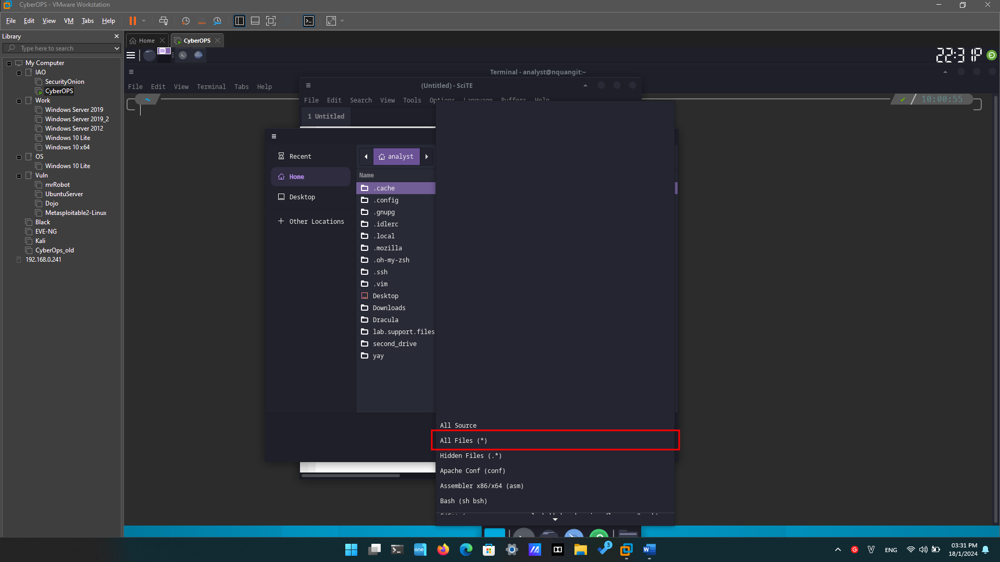 CyberOPS - VMware Workstation
File Edit View VM Tabs Help
Library
Type here to search
My Computer
IAO
SecurityOnion
CyberOPS
Work
Windows Server 2019
Windows Server 2019_2
Windows Server 2012
Windows 10 Lite
Windows 10 x64
OS
Windows 10 Lite
Vuln
mrRobot
UbuntuServer
Dojo
Metasploitable2-Linux
Black
EVE-NG
Kali
CyberOps_old
192.168.0.241
Home
CyberOPS
22:31P
Terminal - analyst@nquangit:~
File Edit View Terminal Tabs Help
~
✔ / 10:00:55
(Untitled) - SciTE
File Edit Search View Tools Options Language Buffers Help
1 Untitled
Recent
Home
Desktop
+ Other Locations
analyst
Name
.cache
.config
.gnupg
.idlerc
.local
.mozilla
.oh-my-zsh
.ssh
.vim
Desktop
Downloads
Dracula
lab.support.files
second_drive
yay
All Source
All Files (*)
Hidden Files (.*)
Apache Conf (conf)
Assembler x86/x64 (asm)
Bash (sh bsh)
one
3
ENG
03:31 PM
18/1/2024